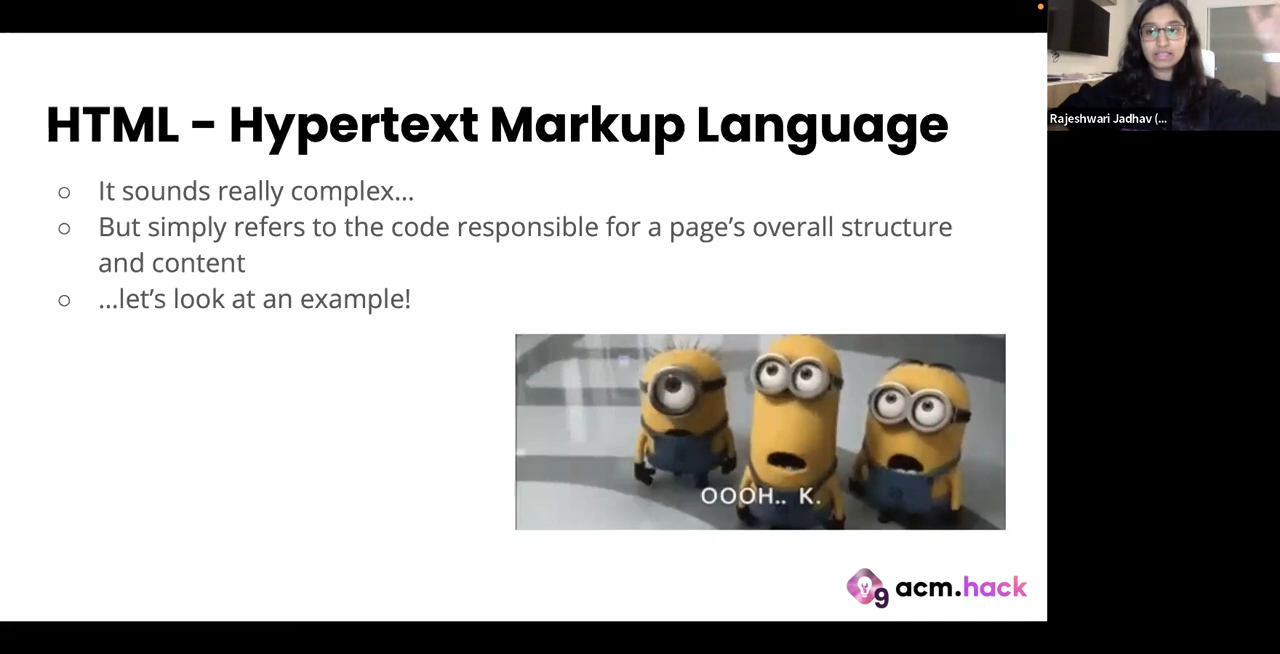 HTML - Hypertext Markup Language
It sounds really complex...
But simply refers to the code responsible for a page’s overall structure
and content
...let’s look at an example!
OOOH.. K.
acm.hack
Rajeshwari Jadhav (...